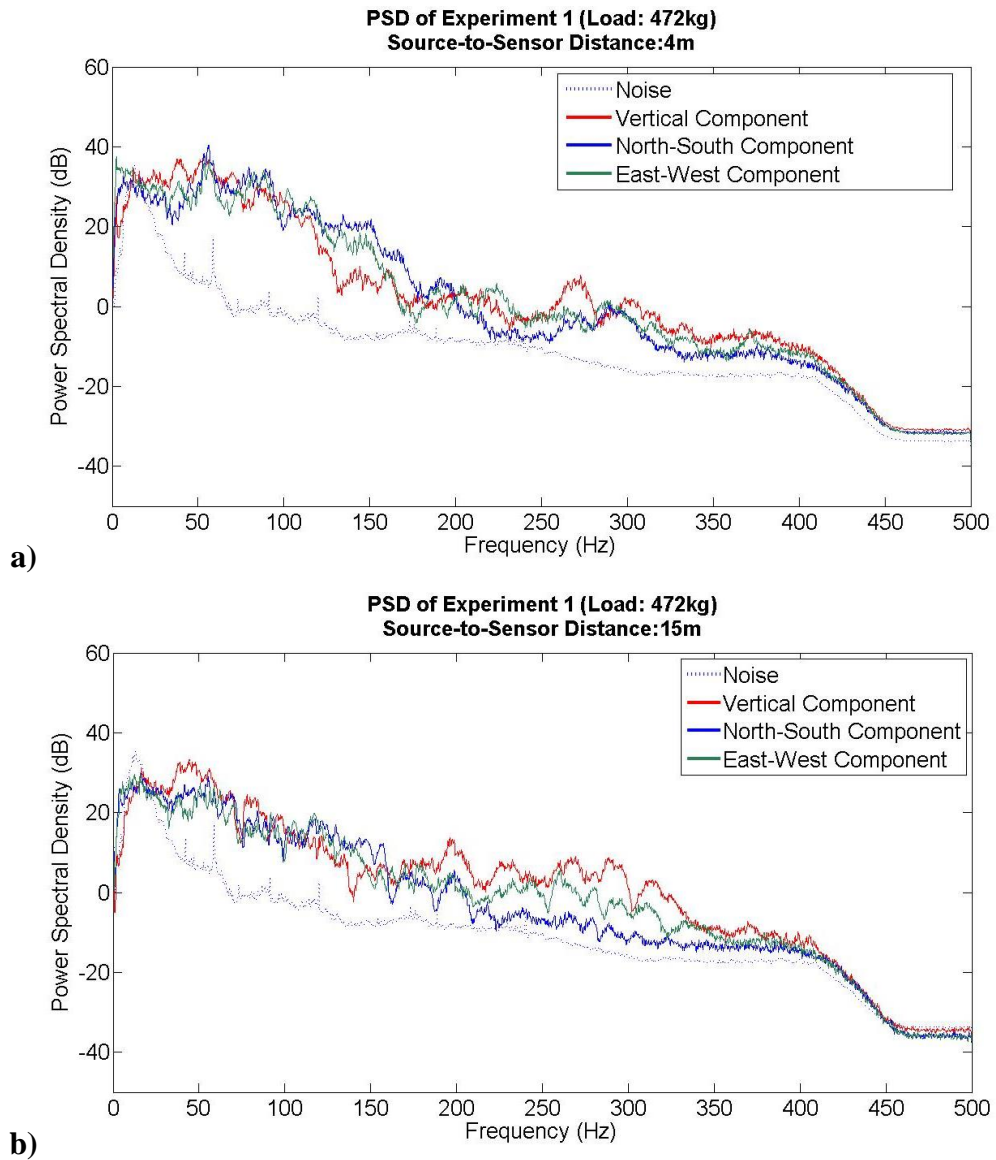 PSD of Experiment 1 (Load: 472kg)
Source-to-Sensor Distance:4m
Power Spectral Density (dB)
60
40
20
0
-20
-40
Noise
Vertical Component
North-South Component
East-West Component
0 50 100 150 200 250 300 350 400 450 500
Frequency (Hz)
a)
PSD of Experiment 1 (Load: 472kg)
Source-to-Sensor Distance:15m
Power Spectral Density (dB)
60
40
20
0
-20
-40
Noise
Vertical Component
North-South Component
East-West Component
0 50 100 150 200 250 300 350 400 450 500
Frequency (Hz)
b)